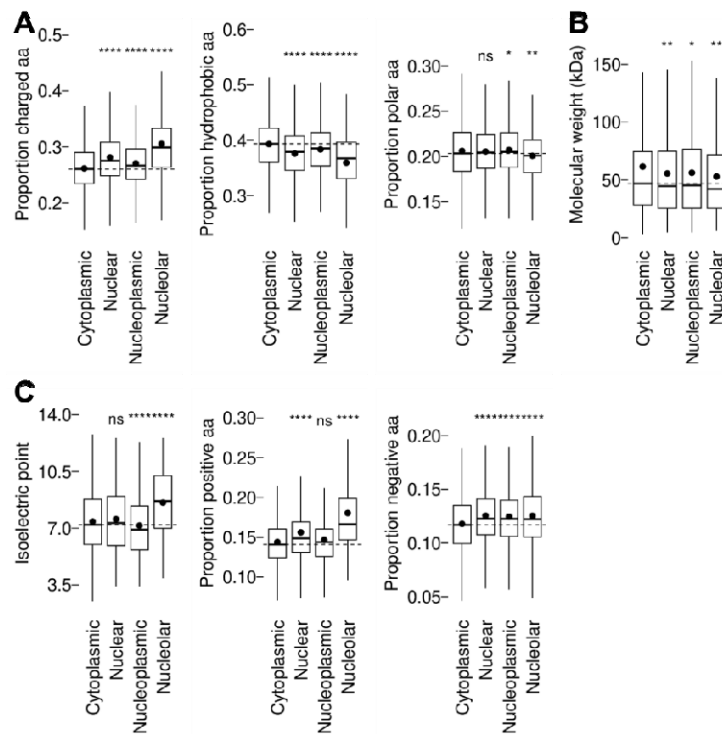 A
Proportion charged aa
0.5
0.4
0.3
0.2
**** **** ****
Cytoplasmic
Nuclear
Nucleoplasmic
Nucleolar
Proportion hydrophobic aa
0.6
0.5
0.4
0.3
**** **** ****
Cytoplasmic
Nuclear
Nucleoplasmic
Nucleolar
Proportion polar aa
0.30
0.25
0.20
0.15
ns * **
Cytoplasmic
Nuclear
Nucleoplasmic
Nucleolar
B
Molecular weight (kDa)
150
100
50
0
** * **
Cytoplasmic
Nuclear
Nucleoplasmic
Nucleolar
C
Isoelectric point
14.0
10.5
7.0
3.5
ns **** ****
Cytoplasmic
Nuclear
Nucleoplasmic
Nucleolar
Proportion positive aa
0.30
0.25
0.20
0.15
0.10
**** ns ****
Cytoplasmic
Nuclear
Nucleoplasmic
Nucleolar
Proportion negative aa
0.20
0.15
0.10
0.05
**** **** ****
Cytoplasmic
Nuclear
Nucleoplasmic
Nucleolar